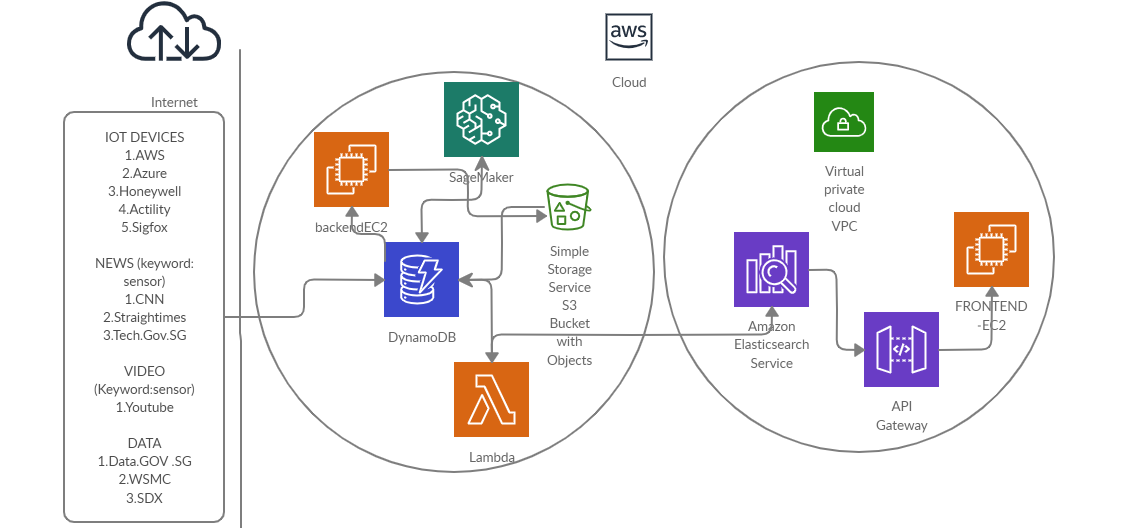 aws
Cloud
Internet
IOT DEVICES
1.AWS
2.Azure
3.Honeywell
4.Actility
5.Sigfox
NEWS (keyword:
sensor)
1.CNN
2.Straightimes
3.Tech.Gov.SG
VIDEO
(Keyword:sensor)
1.Youtube
DATA
1.Data.GOV .SG
2.WSMC
3.SDX
SageMaker
backendEC2
DynamoDB
Simple
Storage
Service
S3
Bucket
with
Objects
Lambda
Virtual
private
cloud
VPC
Amazon
Elasticsearch
Service
FRONTEND
-EC2
API
Gateway